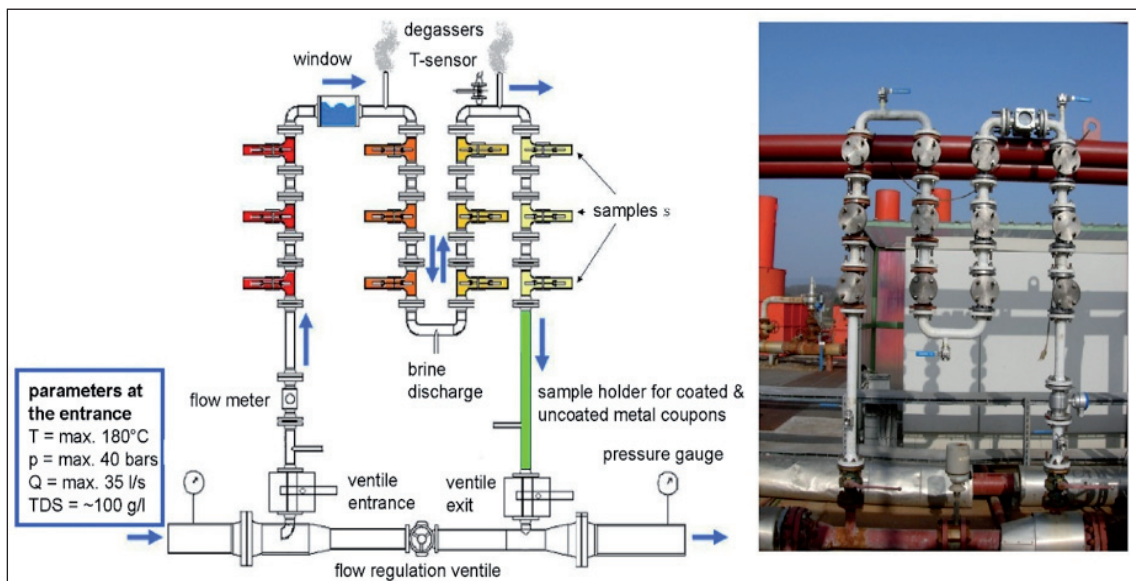 degassers
window
T-sensor
samples s
brine
discharge
sample holder for coated &
uncoated metal coupons
flow meter
parameters at
the entrance
T = max. 180°C
p = max. 40 bars
Q = max. 35 l/s
TDS = ~100 g/l
pressure gauge
ventile
entrance
ventile
exit
flow regulation ventile